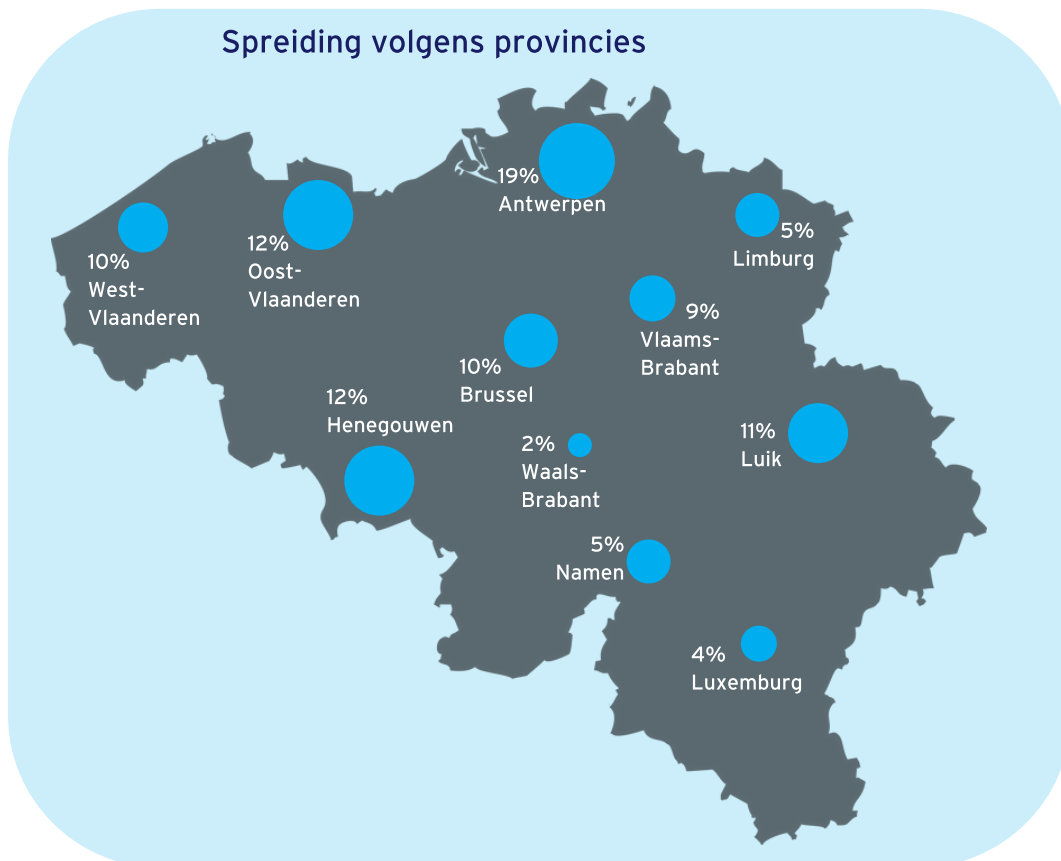 Spreiding volgens provincies
19%
Antwerpen
5%
Limburg
10%
West-
Vlaanderen
12%
Oost-
Vlaanderen
9%
Vlaams-
Brabant
10%
Brussel
12%
Henegouwen
2%
Waals-
Brabant
11%
Luik
5%
Namen
4%
Luxemburg